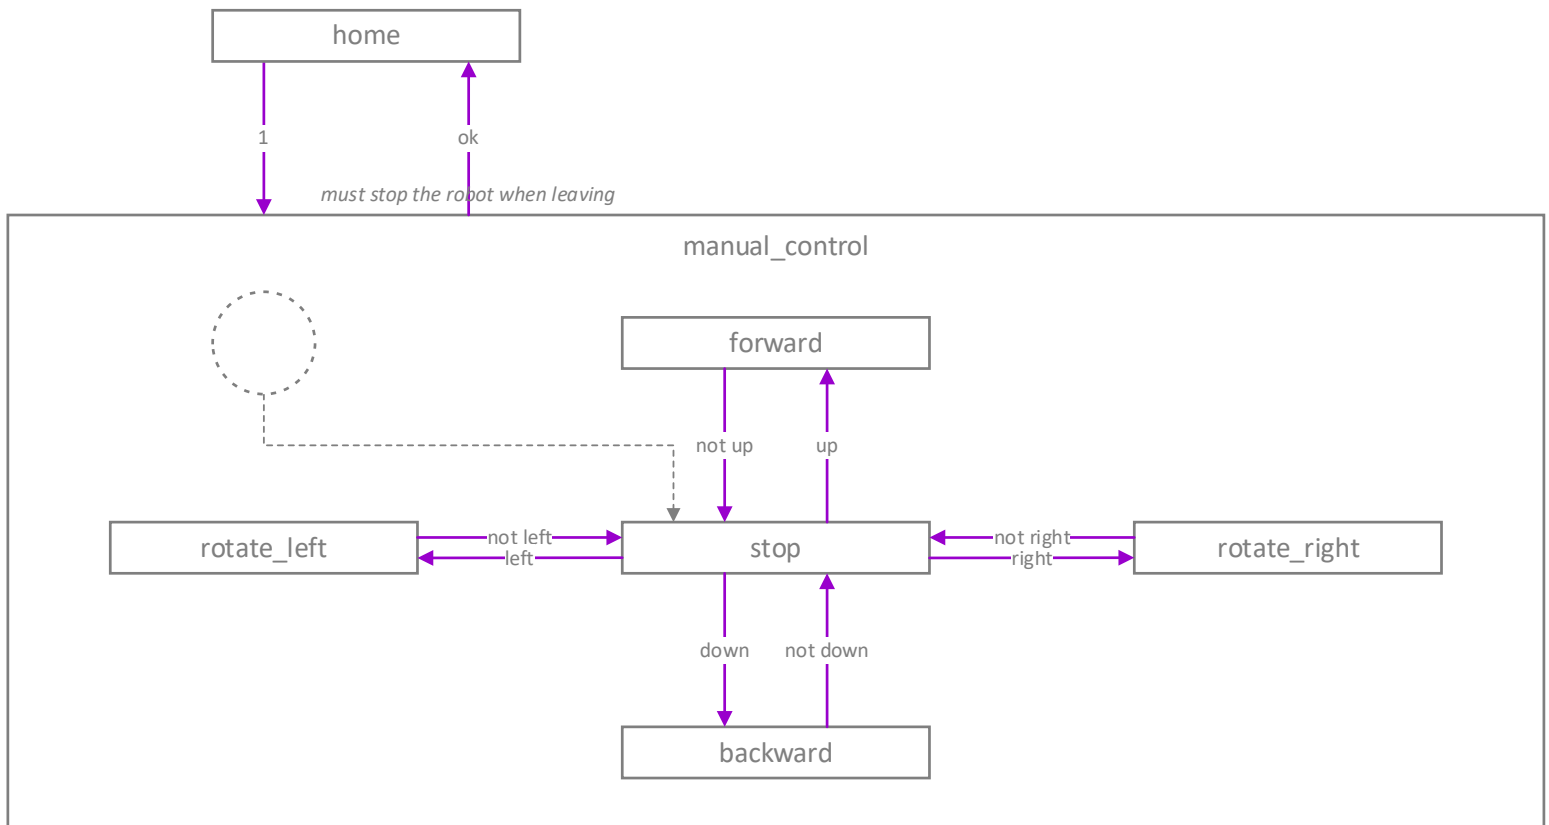 home
1
ok
must stop the robot when leaving
manual_control
forward
not up
up
rotate_left
not left
left
stop
not right
right
rotate_right
down
not down
backward